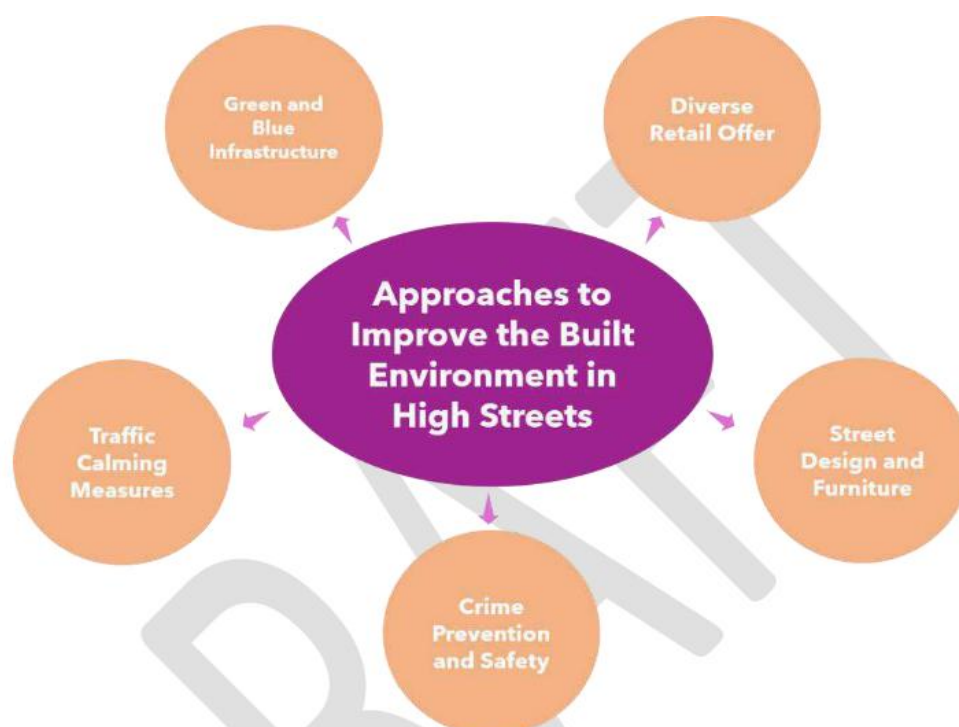 Green and
Blue
Infrastructure
Diverse
Retail Offer
Approaches to
Improve the Built
Environment in
High Streets
Traffic
Calming
Measures
Street
Design and
Furniture
Crime
Prevention
and Safety
DRAFT